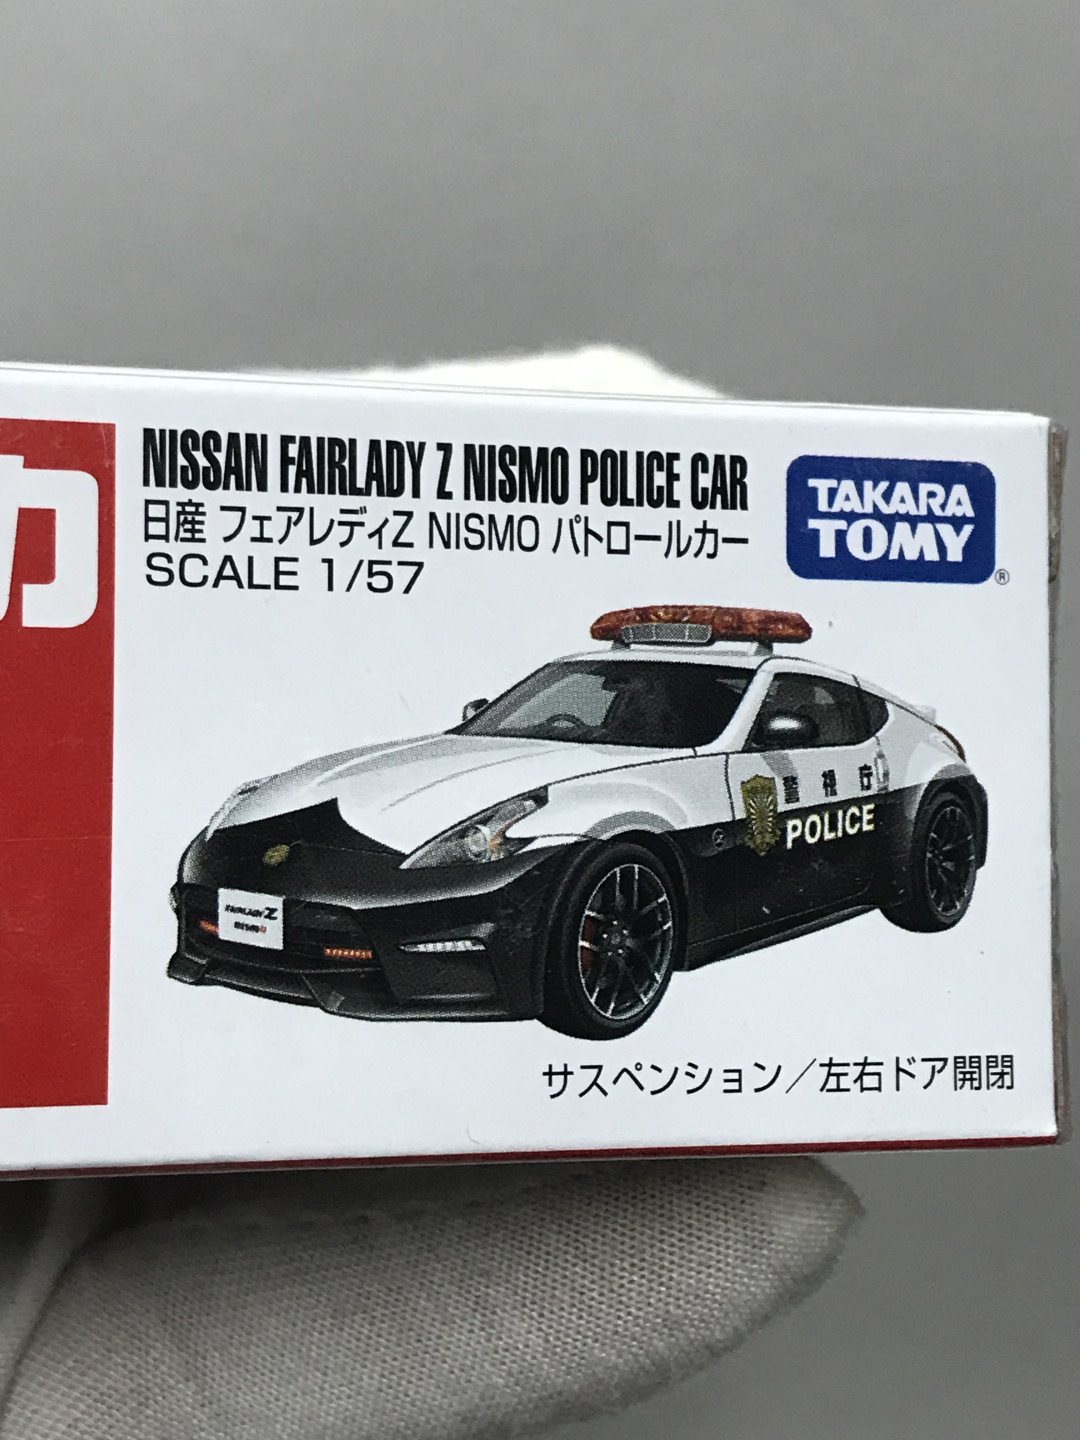 カ
NISSAN FAIRLADY Z NISMO POLICE CAR
日産 フェアレディZ NISMO パトロールカー
SCALE 1/57
TAKARA
TOMY
®
警視庁
POLICE
Z
FAIRLADY Z
NISMO
サスペンション/左右ドア開閉